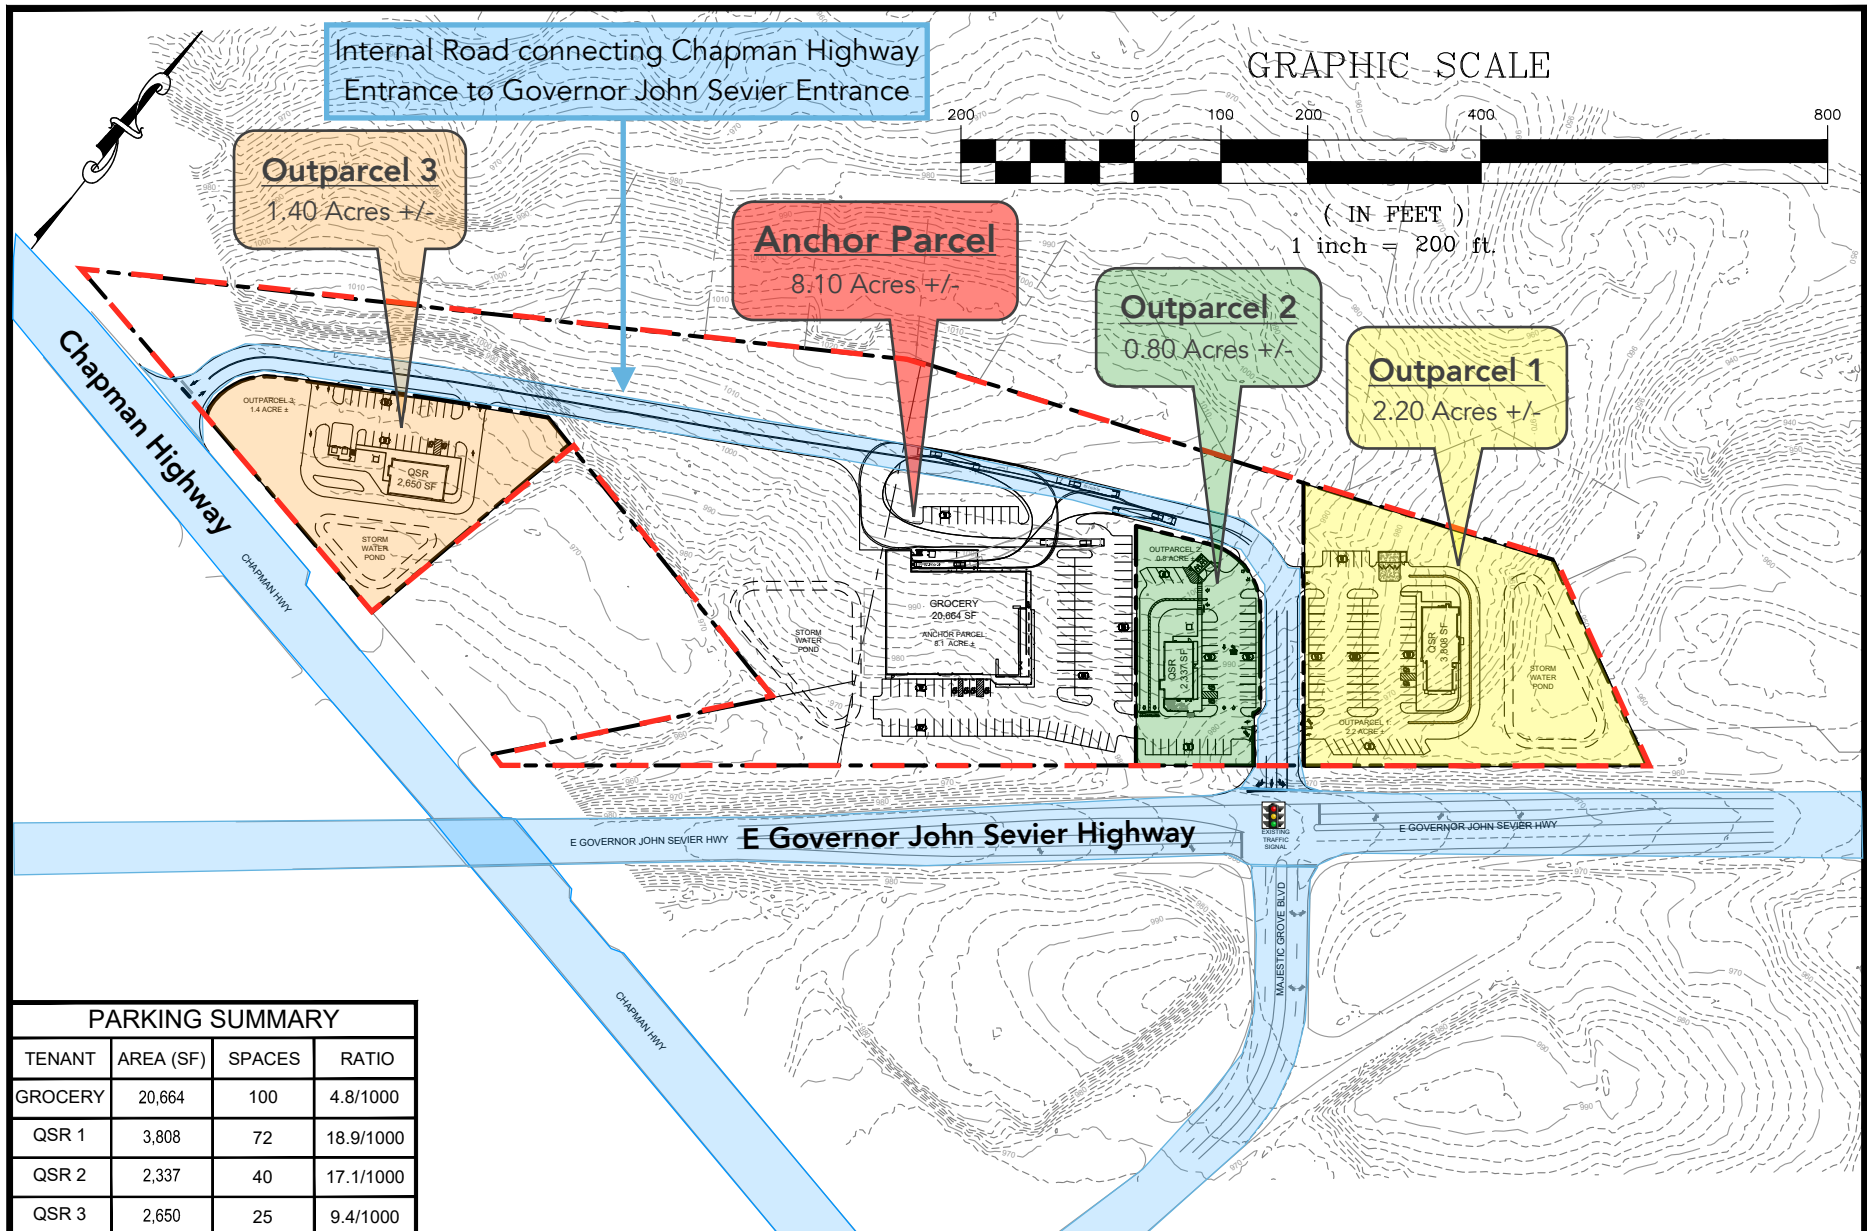 Internal Road connecting Chapman Highway
Entrance to Governor John Sevier Entrance
GRAPHIC SCALE
200 0 100 200 400 800
( IN FEET )
1 inch = 200 ft.
Outparcel 3
1.40 Acres +/-
Anchor Parcel
8.10 Acres +/-
Outparcel 2
0.80 Acres +/-
Outparcel 1
2.20 Acres +/-
Chapman Highway
CHAPMAN HWY
OUTPARCEL 3:
1.4 ACRE ±
QSR
2,650 SF
STORM
WATER
POND
STORM
WATER
POND
GROCERY
20,664 SF
ANCHOR PARCEL:
8.1 ACRE ±
OUTPARCEL 2:
0.8 ACRE ±
QSR
2,337 SF
QSR
3,808 SF
OUTPARCEL 1:
2.2 ACRE ±
STORM
WATER
POND
E GOVERNOR JOHN SEVIER HWY
E Governor John Sevier Highway
EXISTING
TRAFFIC
SIGNAL
E GOVERNOR JOHN SEVIER HWY
MAJESTIC GROVE BLVD
CHAPMAN HWY
PARKING SUMMARY
TENANT AREA (SF) SPACES RATIO
GROCERY 20,664 100 4.8/1000
QSR 1 3,808 72 18.9/1000
QSR 2 2,337 40 17.1/1000
QSR 3 2,650 25 9.4/1000